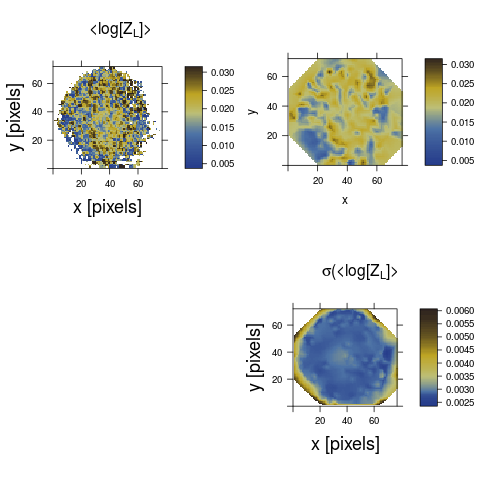 <log[Z_L]>
60
40
20
y [pixels]
20 40 60
x [pixels]
0.030
0.025
0.020
0.015
0.010
0.005
60
40
20
y
20 40 60
x
0.030
0.025
0.020
0.015
0.010
0.005
σ(<log[Z_L]>
60
40
20
y [pixels]
20 40 60
x [pixels]
0.0060
0.0055
0.0050
0.0045
0.0040
0.0035
0.0030
0.0025